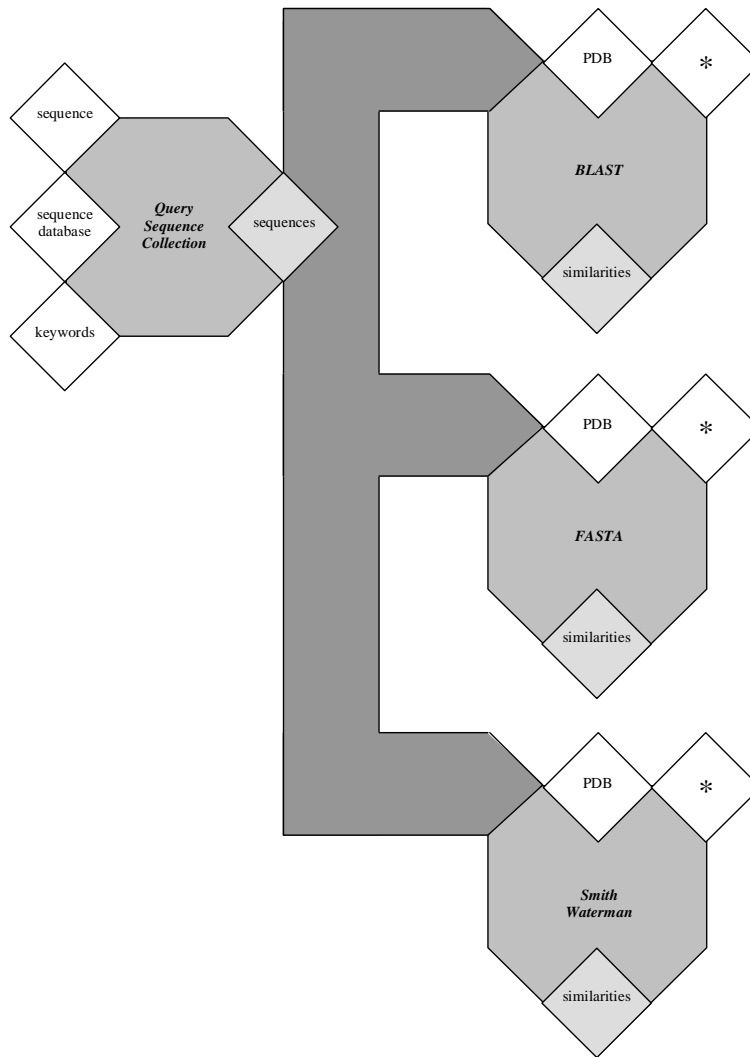 PDB
*
sequence
BLAST
sequence
database
Query
Sequence
Collection
sequences
similarities
keywords
PDB
*
FASTA
similarities
PDB
*
Smith
Waterman
similarities